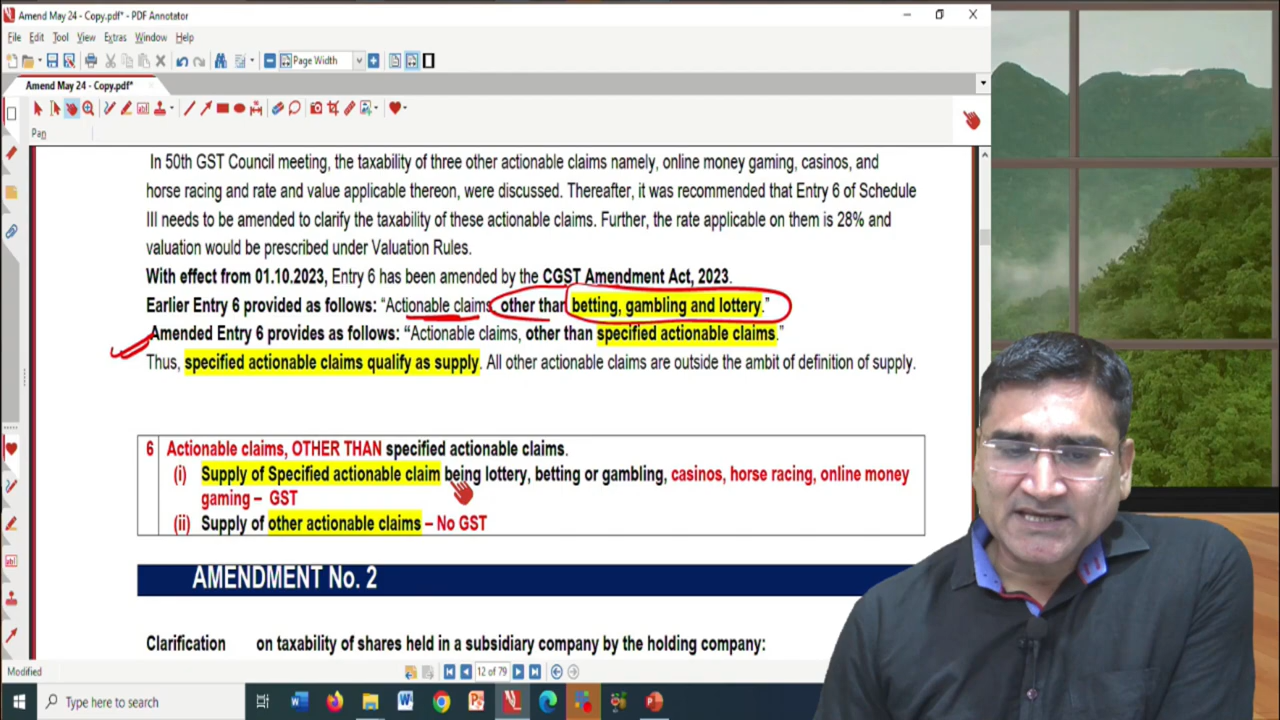 Amend May 24 - Copy.pdf* - PDF Annotator
File Edit Tool View Extras Window Help
Page Width
Amend May 24 - Copy.pdf*
Pan
In 50th GST Council meeting, the taxability of three other actionable claims namely, online money gaming, casinos, and
horse racing and rate and value applicable thereon, were discussed. Thereafter, it was recommended that Entry 6 of Schedule
III needs to be amended to clarify the taxability of these actionable claims. Further, the rate applicable on them is 28% and
valuation would be prescribed under Valuation Rules.
With effect from 01.10.2023, Entry 6 has been amended by the CGST Amendment Act, 2023.
Earlier Entry 6 provided as follows: “Actionable claims, other than betting, gambling and lottery.”
Amended Entry 6 provides as follows: “Actionable claims, other than specified actionable claims.”
Thus, specified actionable claims qualify as supply. All other actionable claims are outside the ambit of definition of supply.
6 Actionable claims, OTHER THAN specified actionable claims.
(i) Supply of Specified actionable claim being lottery, betting or gambling, casinos, horse racing, online money
gaming – GST
(ii) Supply of other actionable claims – No GST
AMENDMENT No. 2
Clarification on taxability of shares held in a subsidiary company by the holding company:
Modified
12 of 79
Type here to search